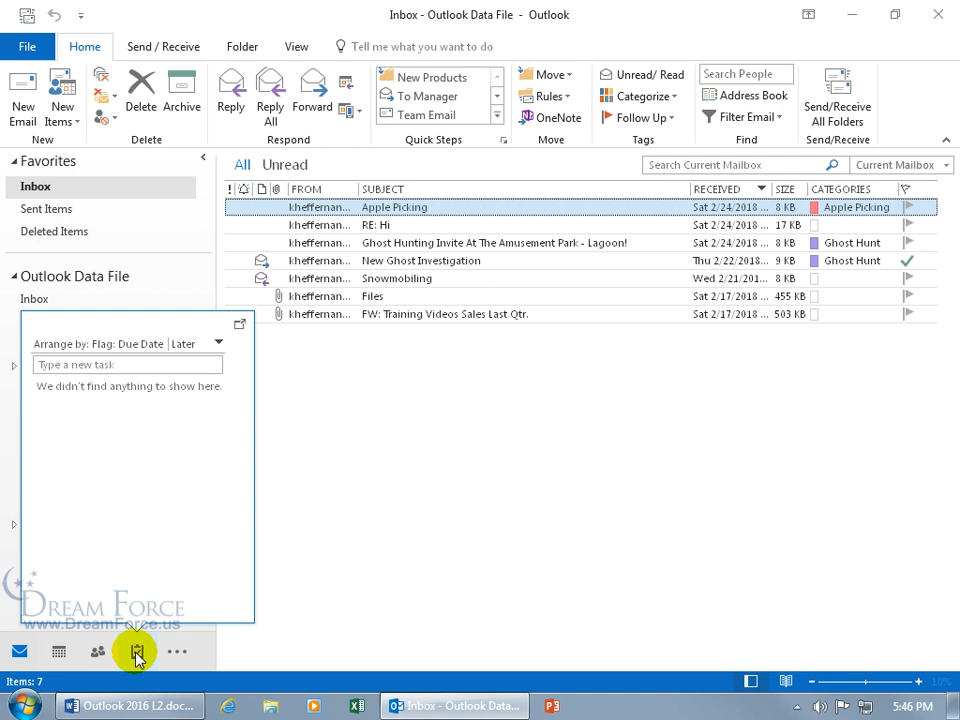 Inbox - Outlook Data File - Outlook
File Home Send / Receive Folder View Tell me what you want to do
New Email New Items
New
Delete Archive
Delete
Reply Reply All Forward
Respond
New Products
To Manager
Team Email
Quick Steps
Move
Rules
OneNote
Move
Unread/ Read
Categorize
Follow Up
Tags
Search People
Address Book
Filter Email
Find
Send/Receive All Folders
Send/Receive
Favorites
Inbox
Sent Items
Deleted Items
Outlook Data File
Inbox
All Unread Search Current Mailbox Current Mailbox
! FROM SUBJECT RECEIVED SIZE CATEGORIES
kheffernan... Apple Picking Sat 2/24/2018 ... 8 KB Apple Picking
kheffernan... RE: Hi Sat 2/24/2018 ... 17 KB
kheffernan... Ghost Hunting Invite At The Amusement Park - Lagoon! Sat 2/24/2018 ... 8 KB Ghost Hunt
kheffernan... New Ghost Investigation Thu 2/22/2018... 9 KB Ghost Hunt
kheffernan... Snowmobiling Wed 2/21/201... 8 KB
kheffernan... Files Sat 2/17/2018 ... 455 KB
kheffernan... FW: Training Videos Sales Last Qtr. Sat 2/17/2018 ... 503 KB
Arrange by: Flag: Due Date Later
Type a new task
We didn't find anything to show here.
DREAM FORCE
www.DreamForce.us
Items: 7 10%
Outlook 2016 L2.doc... Inbox - Outlook Data... 5:46 PM